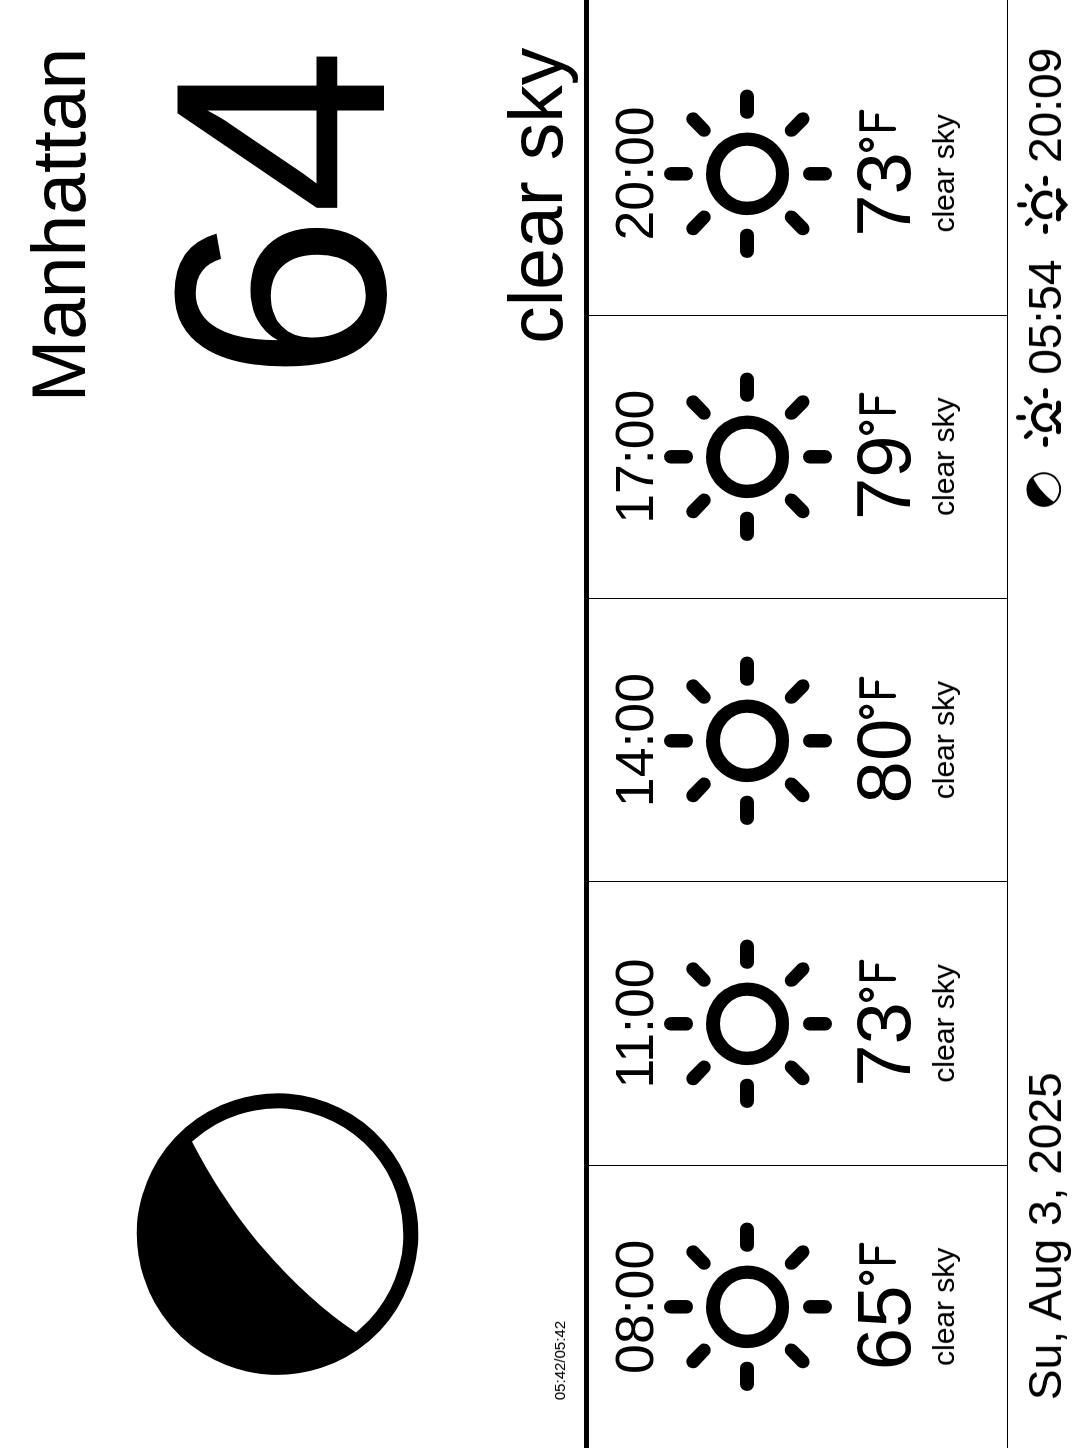 Manhattan
64
clear sky
05:42/05:42
08:00 11:00 14:00 17:00 20:00
65°F 73°F 80°F 79°F 73°F
clear sky clear sky clear sky clear sky clear sky
Su, Aug 3, 2025 05:54 20:09